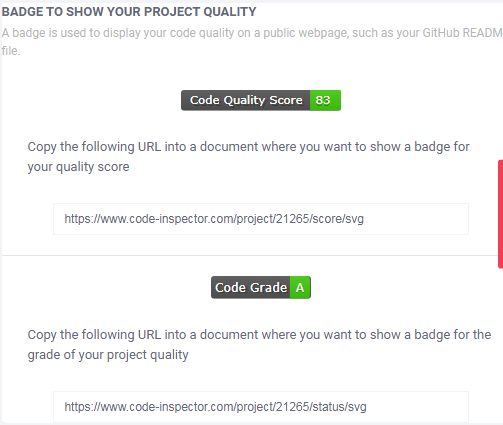 BADGE TO SHOW YOUR PROJECT QUALITY
A badge is used to display your code quality on a public webpage, such as your GitHub READM
file.
Code Quality Score 83
Copy the following URL into a document where you want to show a badge for
your quality score
https://www.code-inspector.com/project/21265/score/svg
Code Grade A
Copy the following URL into a document where you want to show a badge for the
grade of your project quality
https://www.code-inspector.com/project/21265/status/svg